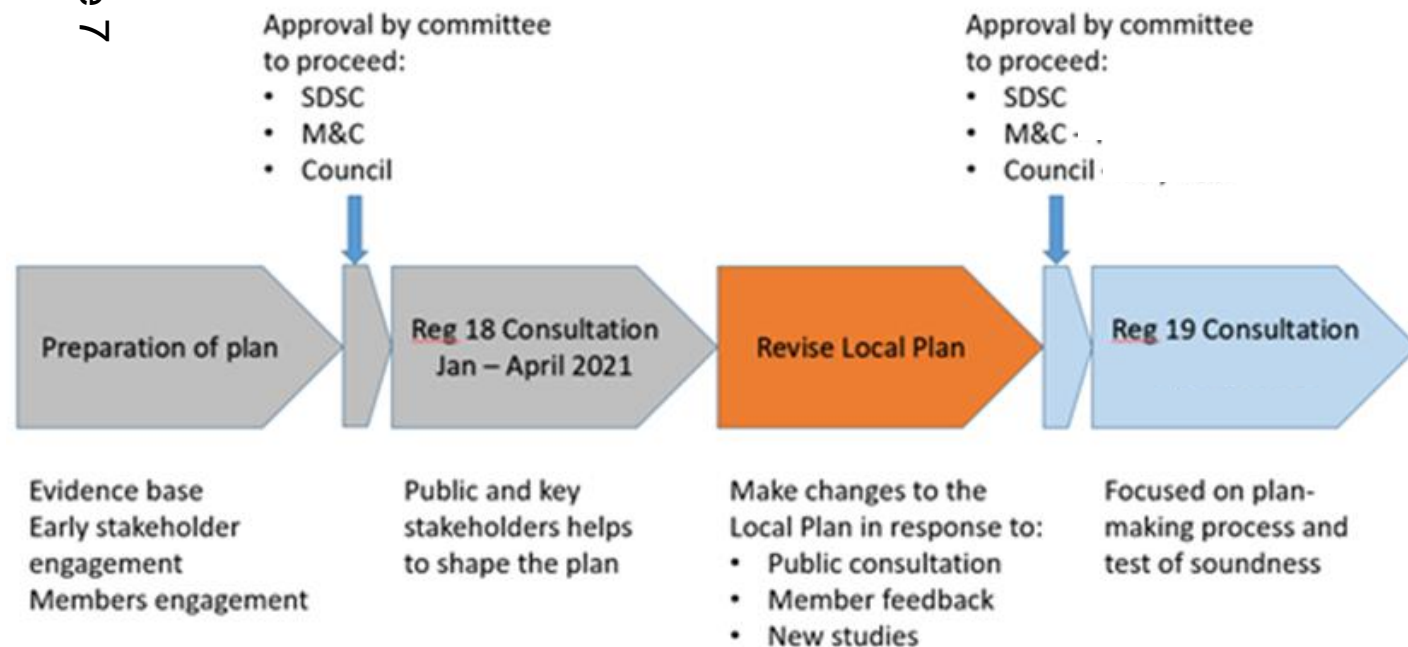 e 7
Approval by committee
to proceed:
• SDSC
• M&C
• Council
Approval by committee
to proceed:
• SDSC
• M&C
• Council
Preparation of plan
Reg 18 Consultation
Jan – April 2021
Revise Local Plan
Reg 19 Consultation
Evidence base
Early stakeholder
engagement
Members engagement
Public and key
stakeholders helps
to shape the plan
Make changes to the
Local Plan in response to:
• Public consultation
• Member feedback
• New studies
Focused on plan-
making process and
test of soundness